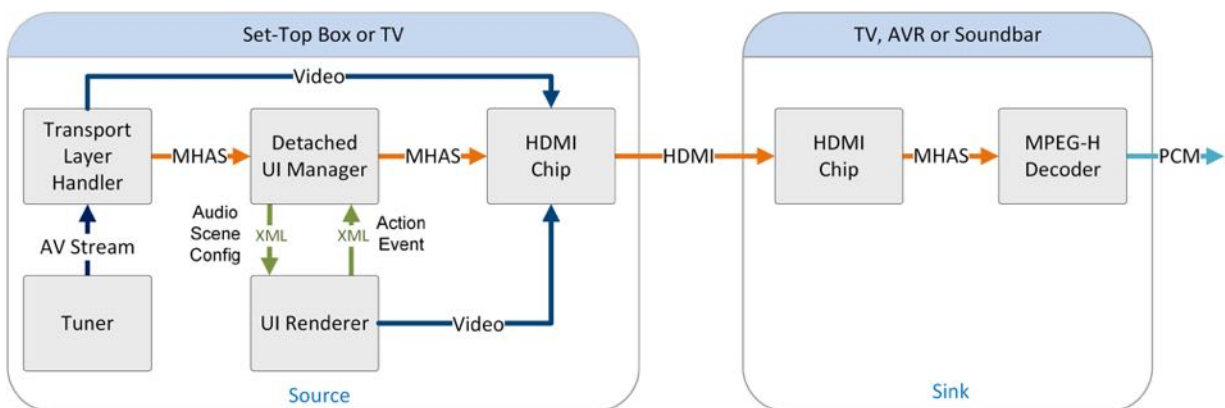 Set-Top Box or TV
TV, AVR or Soundbar
Video
Transport
Layer
Handler
MHAS
Detached
UI Manager
MHAS
HDMI
Chip
HDMI
HDMI
Chip
MHAS
MPEG-H
Decoder
PCM
AV Stream
Audio
Scene
Config
XML
XML
Action
Event
Tuner
UI Renderer
Video
Source
Sink